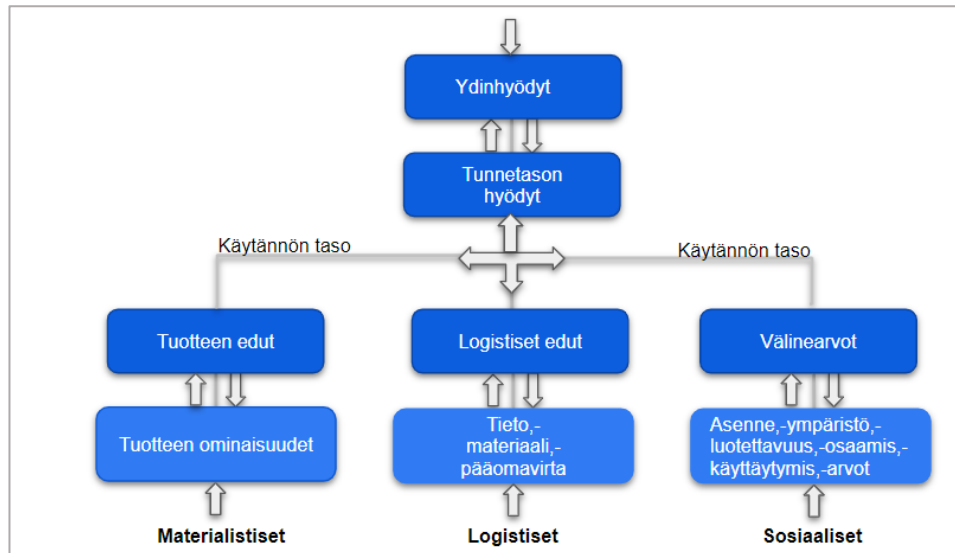 Ydinhyödyt
Tunnetason
hyödyt
Käytännön taso
Käytännön taso
Tuotteen edut
Logistiset edut
Välinearvot
Tuotteen ominaisuudet
Tieto,-
materiaali,-
pääomavirta
Asenne,-ympäristö,-
luotettavuus,-osaamis,-
käyttäytymis,-arvot
Materialistiset
Logistiset
Sosiaaliset